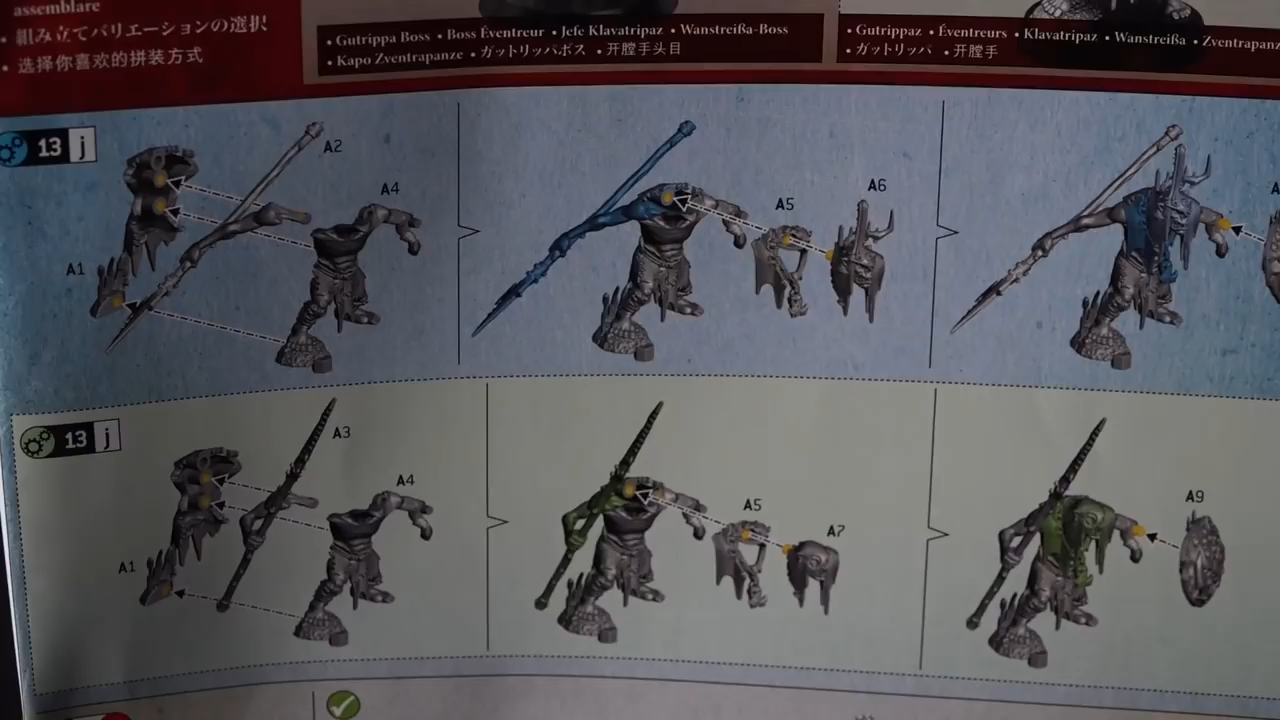 assemblare
• 組み立てバリエーションの選択
• 选择你喜欢的拼装方式
• Gutrippa Boss • Boss Éventreur • Jefe Klavatripaz • Wanstreißa-Boss
• Kapo Zventrapanze • ガットリッパボス • 开膛手头目
• Gutrippaz • Éventreurs • Klavatripaz • Wanstreißa • Zventrapanz
• ガットリッパ • 开膛手
13 j
A2
A4
A1
A5
A6
13 j
A3
A4
A1
A5
A7
A9